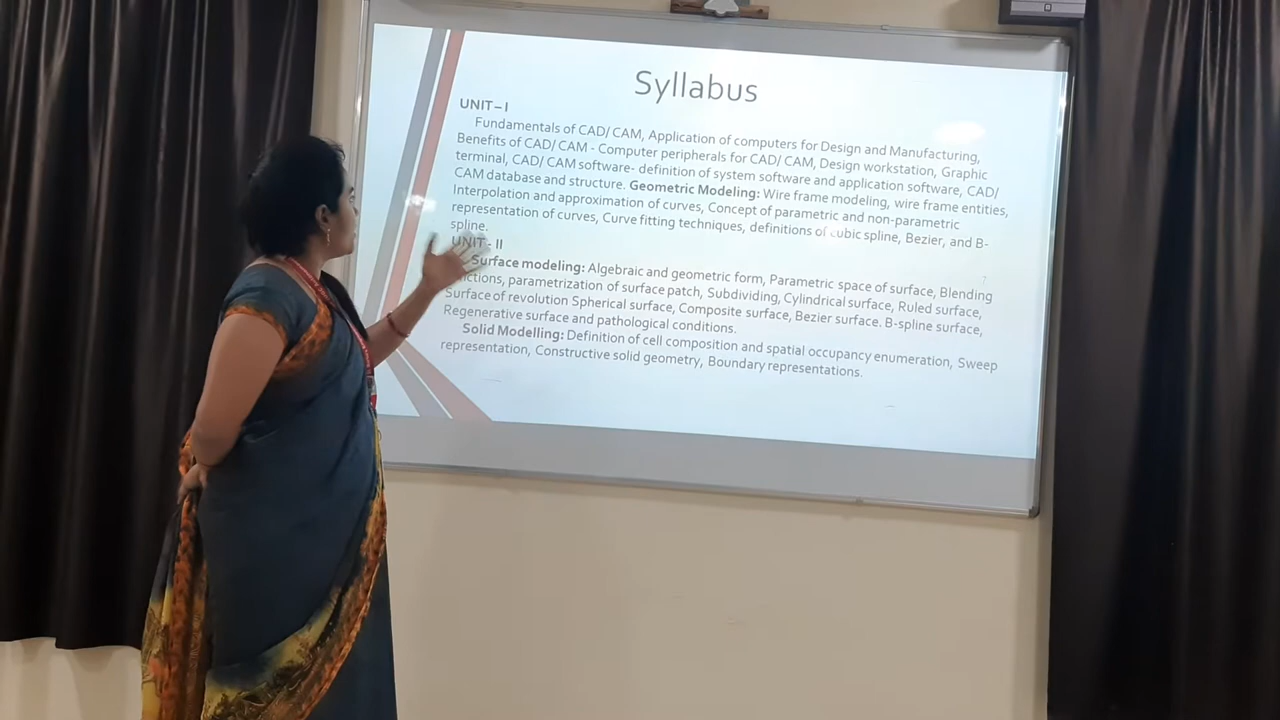 Syllabus
UNIT – I
Fundamentals of CAD/ CAM, Application of computers for Design and Manufacturing,
Benefits of CAD/ CAM - Computer peripherals for CAD/ CAM, Design workstation, Graphic
terminal, CAD/ CAM software- definition of system software and application software, CAD/
CAM database and structure. Geometric Modeling: Wire frame modeling, wire frame entities,
Interpolation and approximation of curves, Concept of parametric and non-parametric
representation of curves, Curve fitting techniques, definitions of cubic spline, Bezier, and B-
spline.
UNIT - II
Surface modeling: Algebraic and geometric form, Parametric space of surface, Blending
parametrization of surface patch, Subdividing, Cylindrical surface, Ruled surface,
Surface of revolution Spherical surface, Composite surface, Bezier surface. B-spline surface,
Regenerative surface and pathological conditions.
Solid Modelling: Definition of cell composition and spatial occupancy enumeration, Sweep
representation, Constructive solid geometry, Boundary representations.